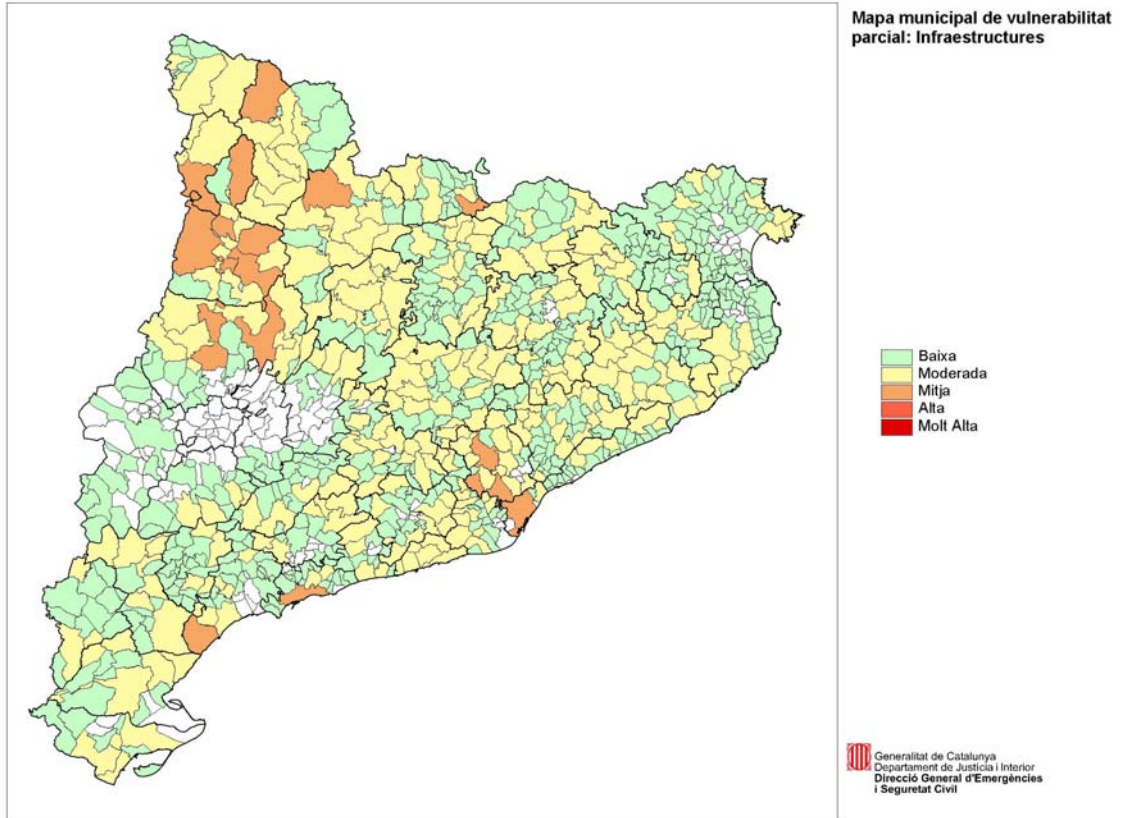 Mapa municipal de vulnerabilitat
parcial: Infraestructures
Baixa
Moderada
Mitja
Alta
Molt Alta
Generalitat de Catalunya
Departament de Justícia i Interior
Direcció General d'Emergències
i Seguretat Civil